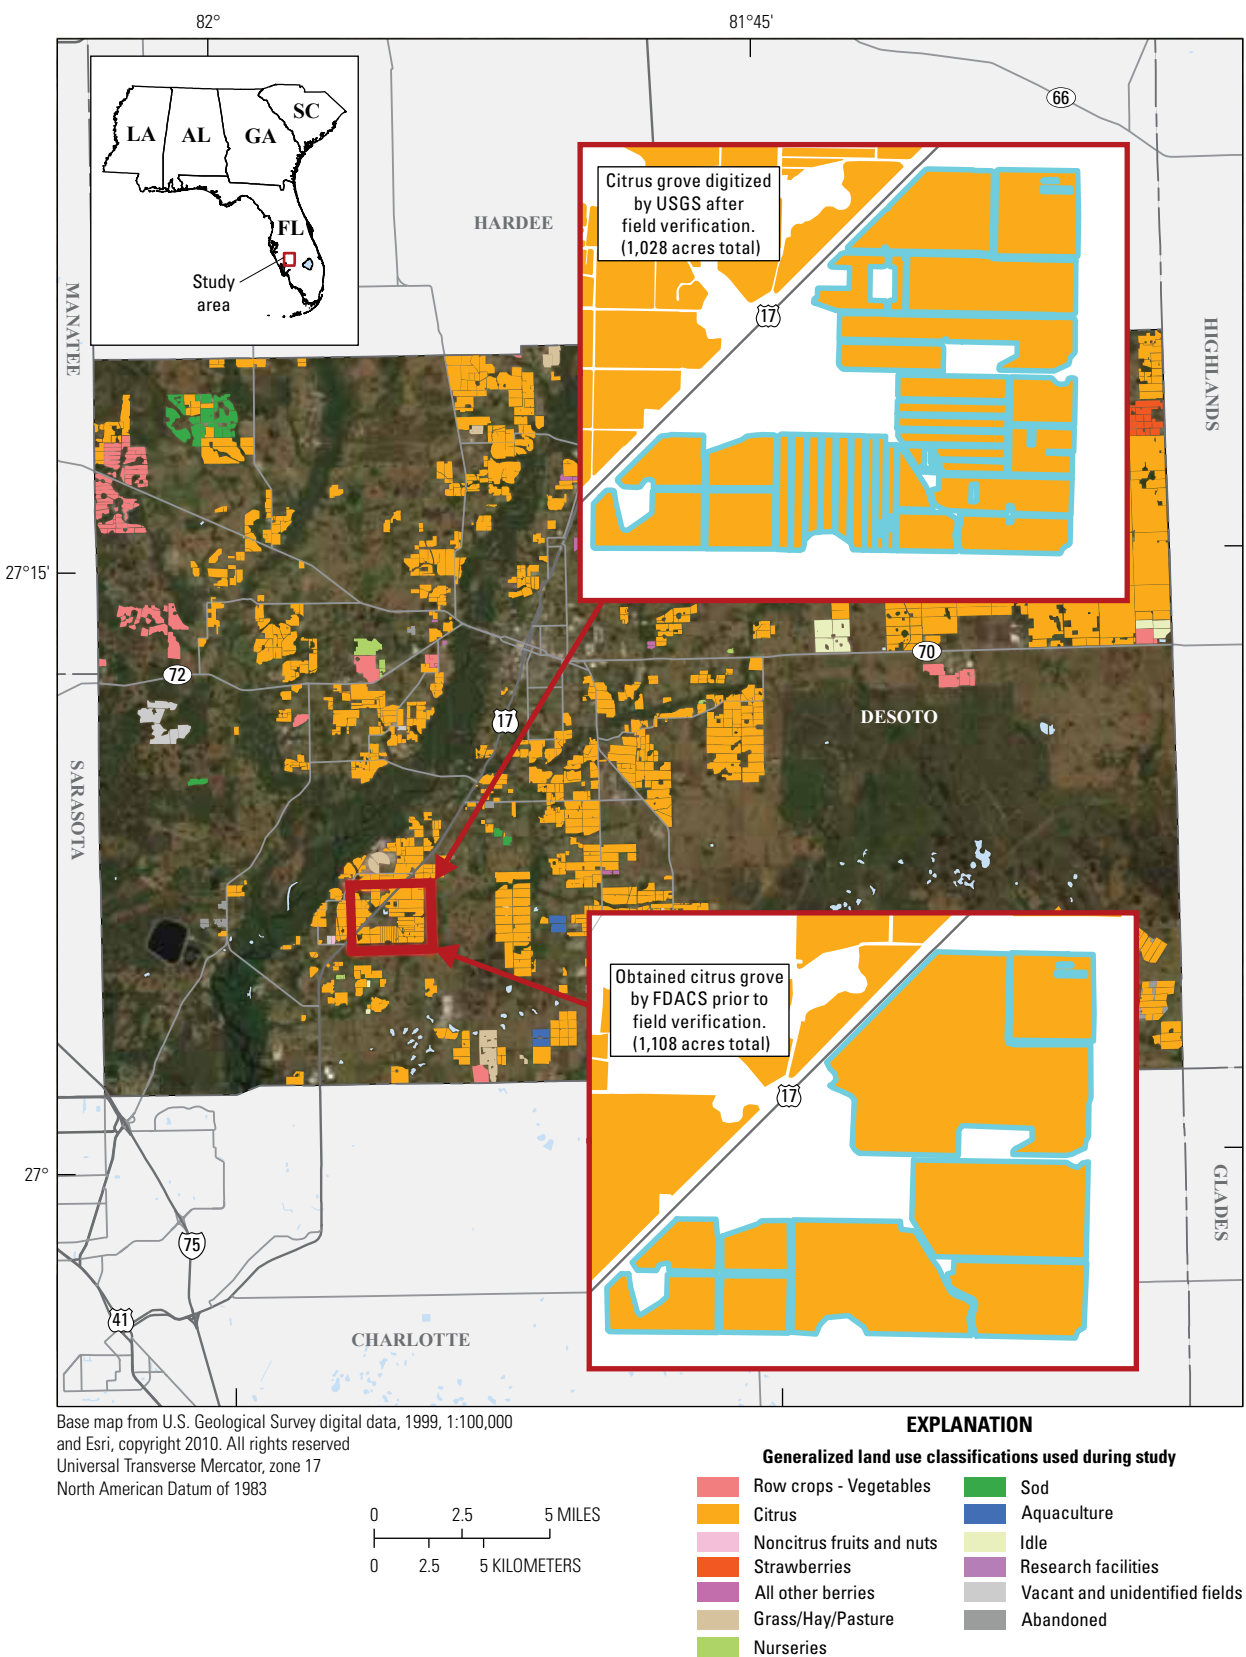 82°
81°45'
66
LA
AL
GA
SC
FL
Study
area
HARDEE
MANATEE
HIGHLANDS
Citrus grove digitized
by USGS after
field verification.
(1,028 acres total)
17
27°15'
72
70
17
DESOTO
SARASOTA
Obtained citrus grove
by FDACS prior to
field verification.
(1,108 acres total)
17
27°
GLADES
75
41
CHARLOTTE
Base map from U.S. Geological Survey digital data, 1999, 1:100,000
and Esri, copyright 2010. All rights reserved
Universal Transverse Mercator, zone 17
North American Datum of 1983
0 2.5 5 MILES
0 2.5 5 KILOMETERS
EXPLANATION
Generalized land use classifications used during study
Row crops - Vegetables
Citrus
Noncitrus fruits and nuts
Strawberries
All other berries
Grass/Hay/Pasture
Nurseries
Sod
Aquaculture
Idle
Research facilities
Vacant and unidentified fields
Abandoned